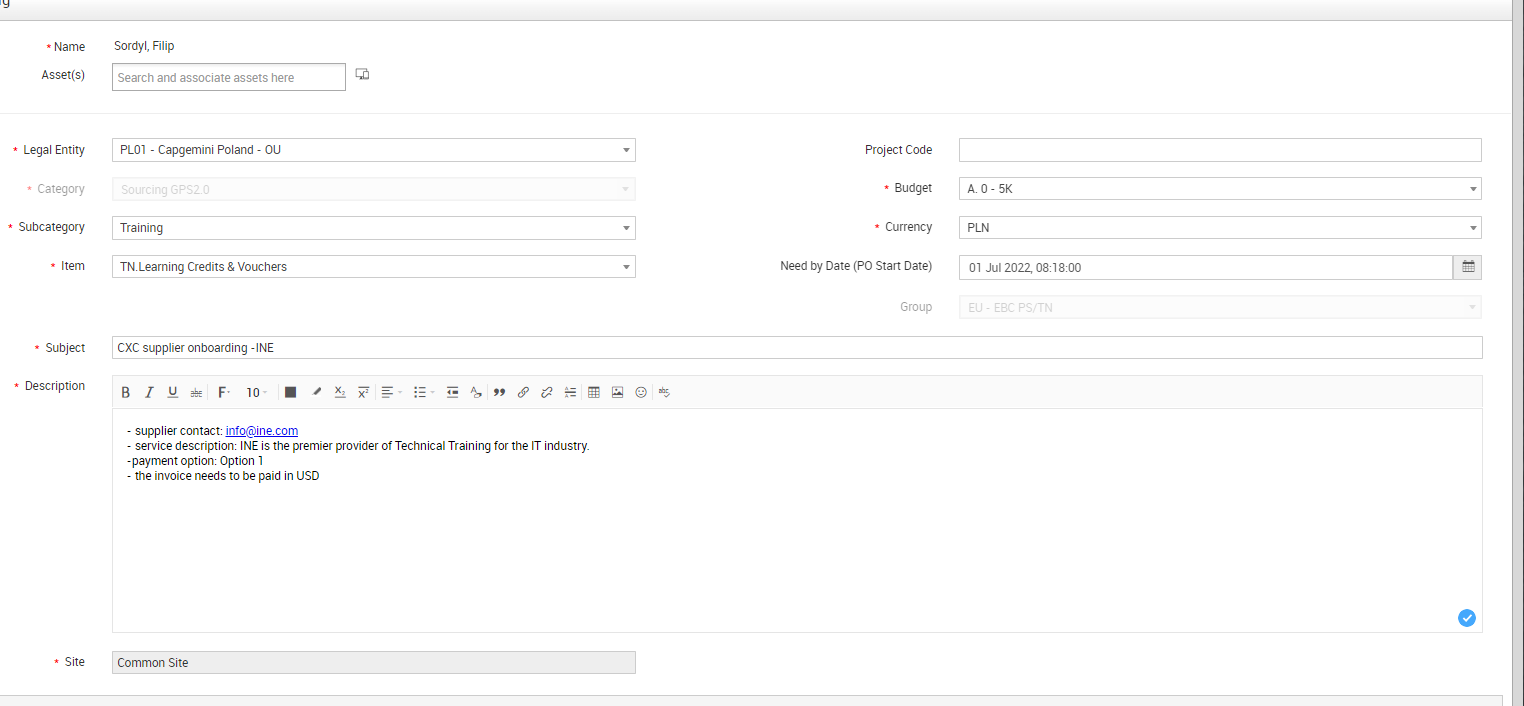 * Name Sordyl, Filip
Asset(s) Search and associate assets here
* Legal Entity PL01 - Capgemini Poland - OU Project Code
* Category Sourcing GPS2.0 * Budget A. 0 - 5K
* Subcategory Training * Currency PLN
* Item TN.Learning Credits & Vouchers Need by Date (PO Start Date) 01 Jul 2022, 08:18:00
Group EU - EBC PS/TN
* Subject CXC supplier onboarding -INE
* Description B I U abc F 10 X2 X2 abc
- supplier contact: info@ine.com
- service description: INE is the premier provider of Technical Training for the IT industry.
-payment option: Option 1
- the invoice needs to be paid in USD
* Site Common Site